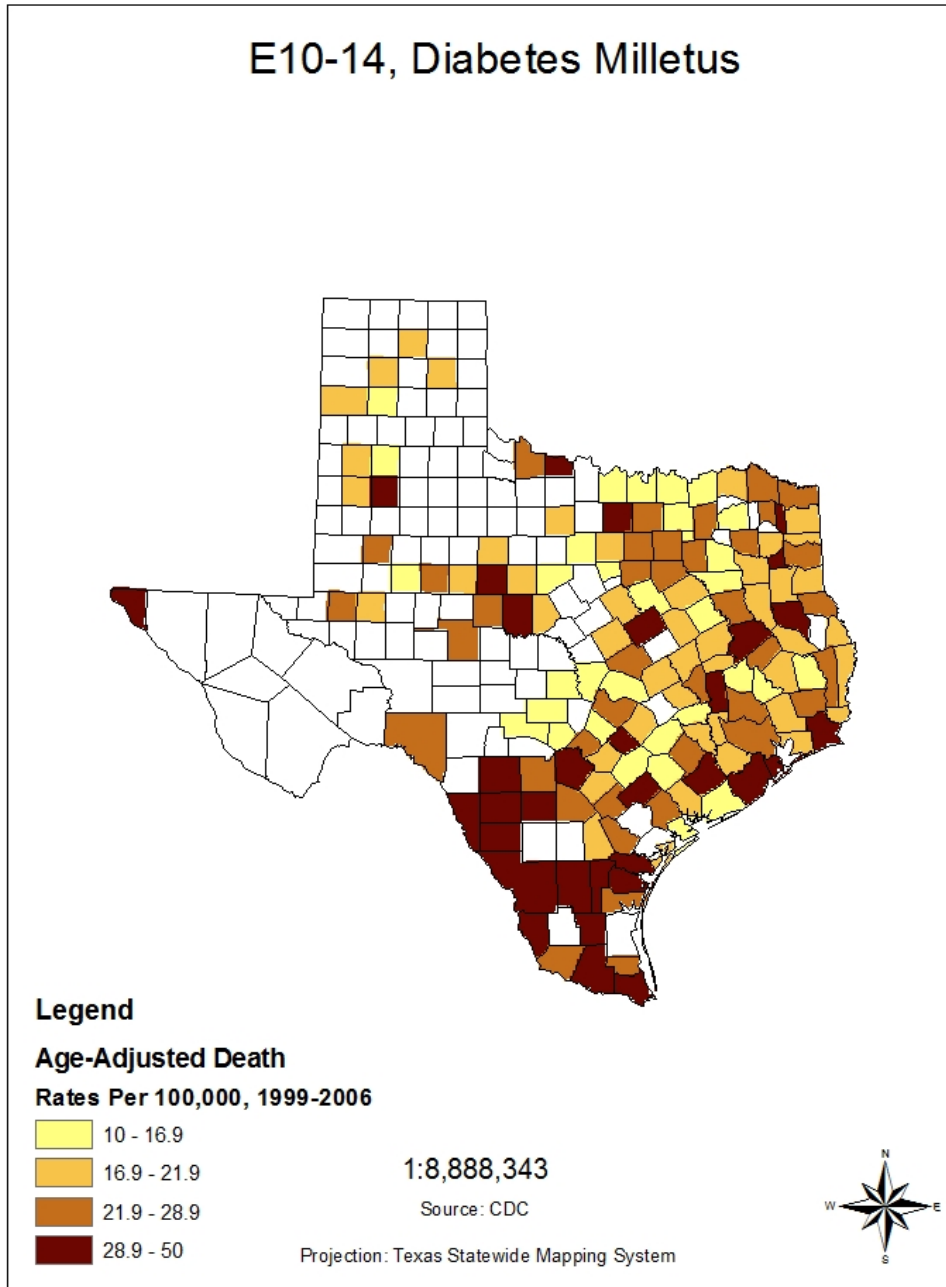 E10-14, Diabetes Milletus
Legend
Age-Adjusted Death
Rates Per 100,000, 1999-2006
10 - 16.9
16.9 - 21.9
21.9 - 28.9
28.9 - 50
1:8,888,343
Source: CDC
Projection: Texas Statewide Mapping System
N
W
E
S